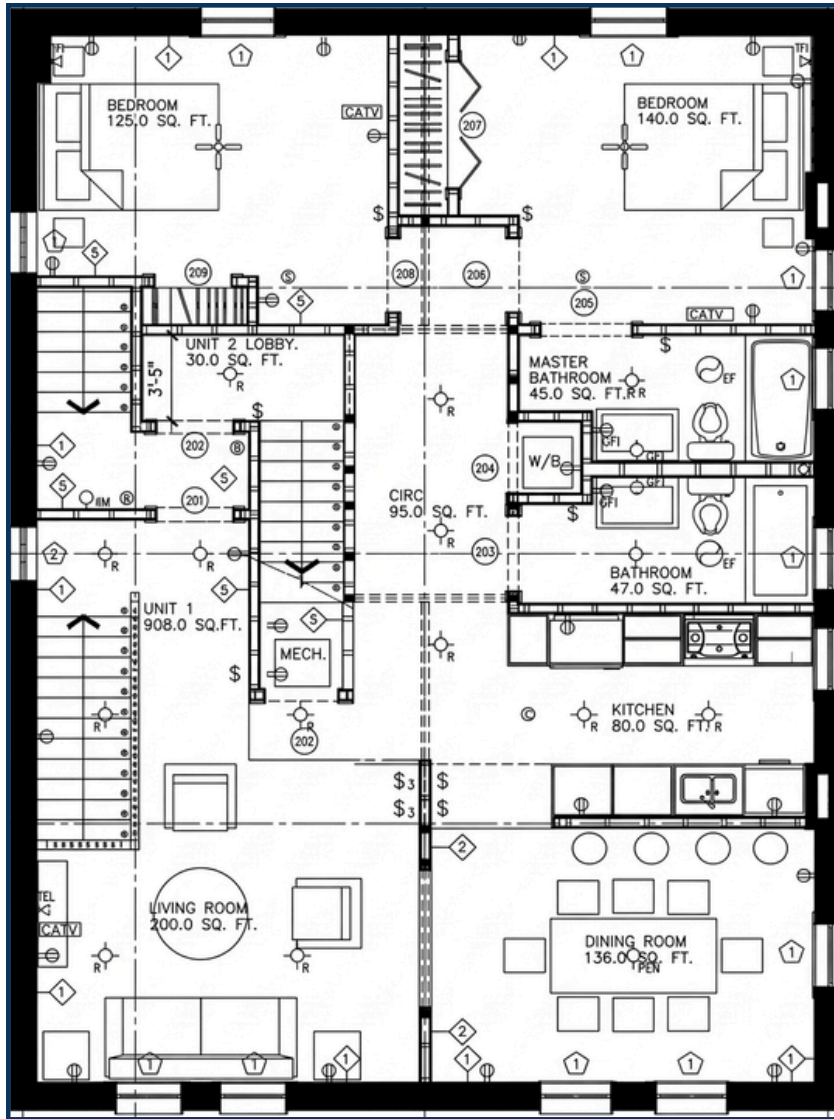 TFI
1
1
1
1
TFI
BEDROOM
125.0 SQ. FT.
CATV
207
BEDROOM
140.0 SQ. FT.
$
$
1
5
209
S
208
206
S
1
5
205
CATV
UNIT 2 LOBBY.
30.0 SQ. FT.
3'-5"
R
$
R
MASTER
BATHROOM
45.0 SQ. FT.
R
R
$
EF
1
1
202
8
GFI
GFI
5
R
201
S
204
W/B
CIRC
95.0 SQ. FT.
R
$
GFI
GFI
2
R
R
203
EF
1
1
UNIT 1
908.0 SQ.FT.
5
BATHROOM
47.0 SQ. FT.
S
MECH.
$
R
R
R
202
C
KITCHEN
80.0 SQ. FT.
R
R
$3
$
$3
$
2
TEL
CATV
LIVING ROOM
200.0 SQ. FT.
DINING ROOM
136.0 SQ. FT.
PEN
1
R
R
1
2
1
1
1
1
1
1
1